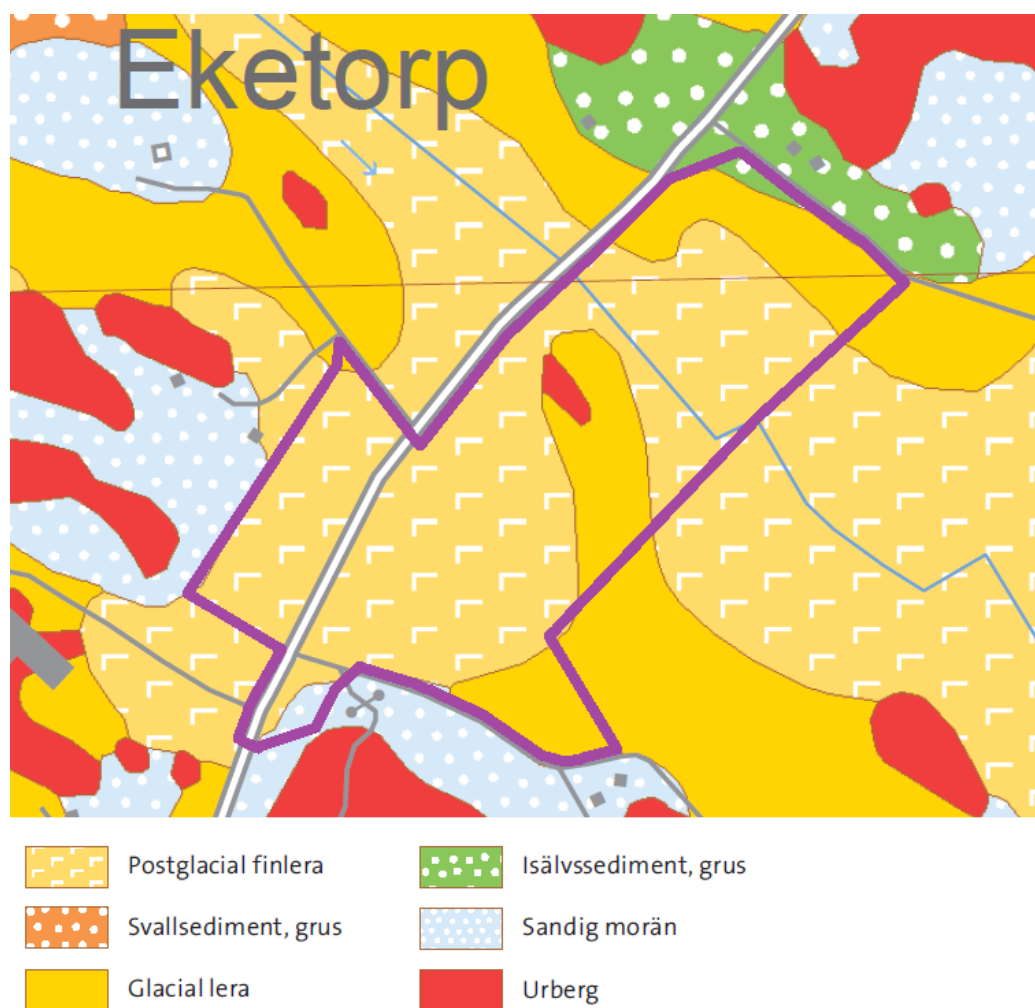 Eketorp
Postglacial finlera
Isälvssediment, grus
Svallsediment, grus
Sandig morän
Glacial lera
Urberg